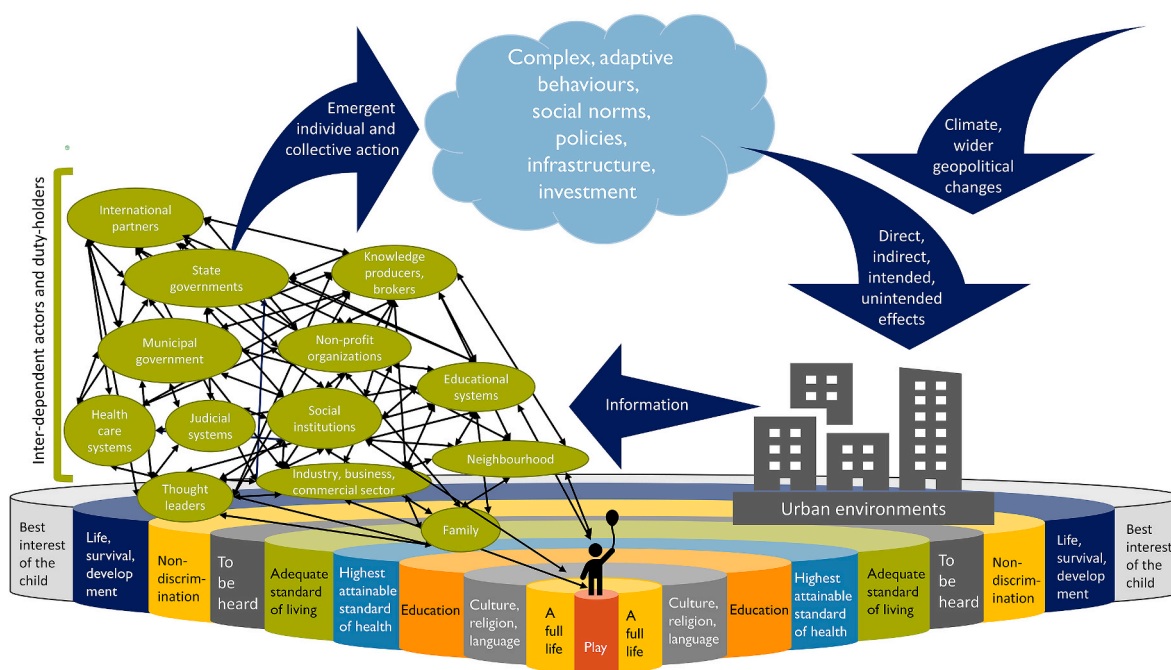 Complex, adaptive
behaviours,
social norms,
policies,
infrastructure,
investment
Emergent
individual and
collective action
Climate,
wider
geopolitical
changes
Direct,
indirect,
intended,
unintended
effects
Information
Urban environments
Inter-dependent actors and duty-holders
International
partners
State
governments
Knowledge
producers,
brokers
Municipal
government
Non-profit
organizations
Educational
systems
Health
care
systems
Judicial
systems
Social
institutions
Neighbourhood
Industry, business,
commercial sector
Thought
leaders
Family
Best
interest
of the
child
Life,
survival,
develop
ment
Non-
discrim-
ination
To
be
heard
Adequate
standard
of living
Highest
attainable
standard
of health
Education
Culture,
religion,
language
A
full
life
Play
A
full
life
Culture,
religion,
language
Education
Highest
attainable
standard
of health
Adequate
standard
of living
To
be
heard
Non-
discrim-
ination
Life,
survival,
develop
ment
Best
interest
of the
child